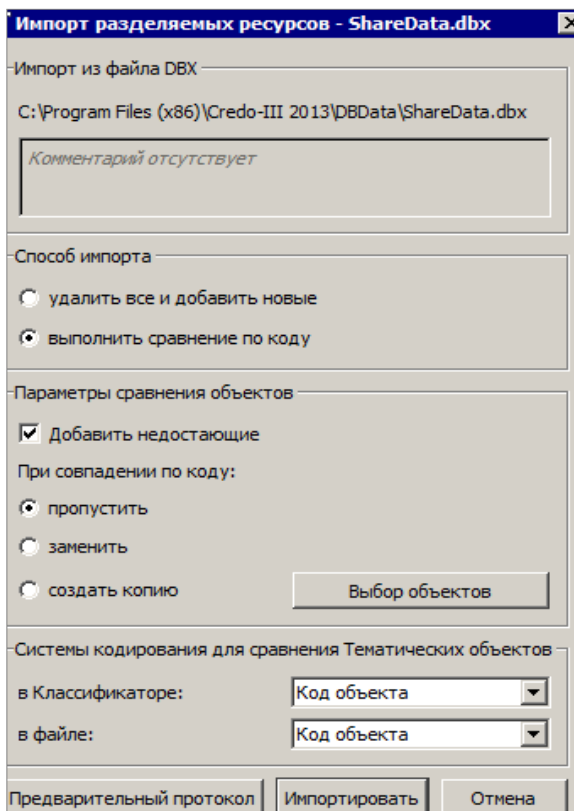 Импорт разделяемых ресурсов - ShareData.dbx
Импорт из файла DBX
C:\Program Files (x86)\Credo-III 2013\DBData\ShareData.dbx
Комментарий отсутствует
Способ импорта
удалить все и добавить новые
выполнить сравнение по коду
Параметры сравнения объектов
Добавить недостающие
При совпадении по коду:
пропустить
заменить
создать копию
Выбор объектов
Системы кодирования для сравнения Тематических объектов
в Классификаторе:
Код объекта
в файле:
Код объекта
Предварительный протокол
Импортировать
Отмена